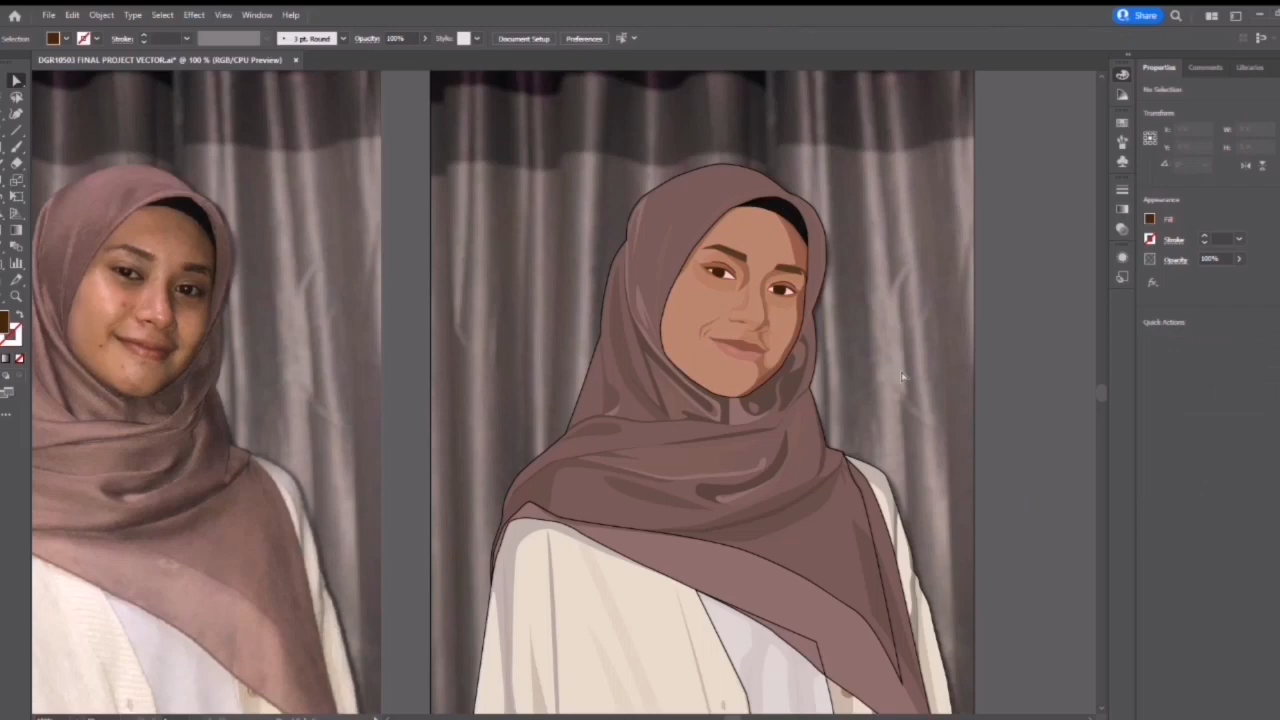 File Edit Object Type Select Effect View Window Help
Share
Selection
Stroke:
3 pt. Round
Opacity: 100%
Style:
Document Setup
Preferences
DGR10503 FINAL PROJECT VECTOR.ai* @ 100 % (RGB/CPU Preview) ×
Properties Comments Libraries
No Selection
Transform
X:
W:
Y:
H:
Appearance
Fill
Stroke
Opacity 100%
fx.
Quick Actions